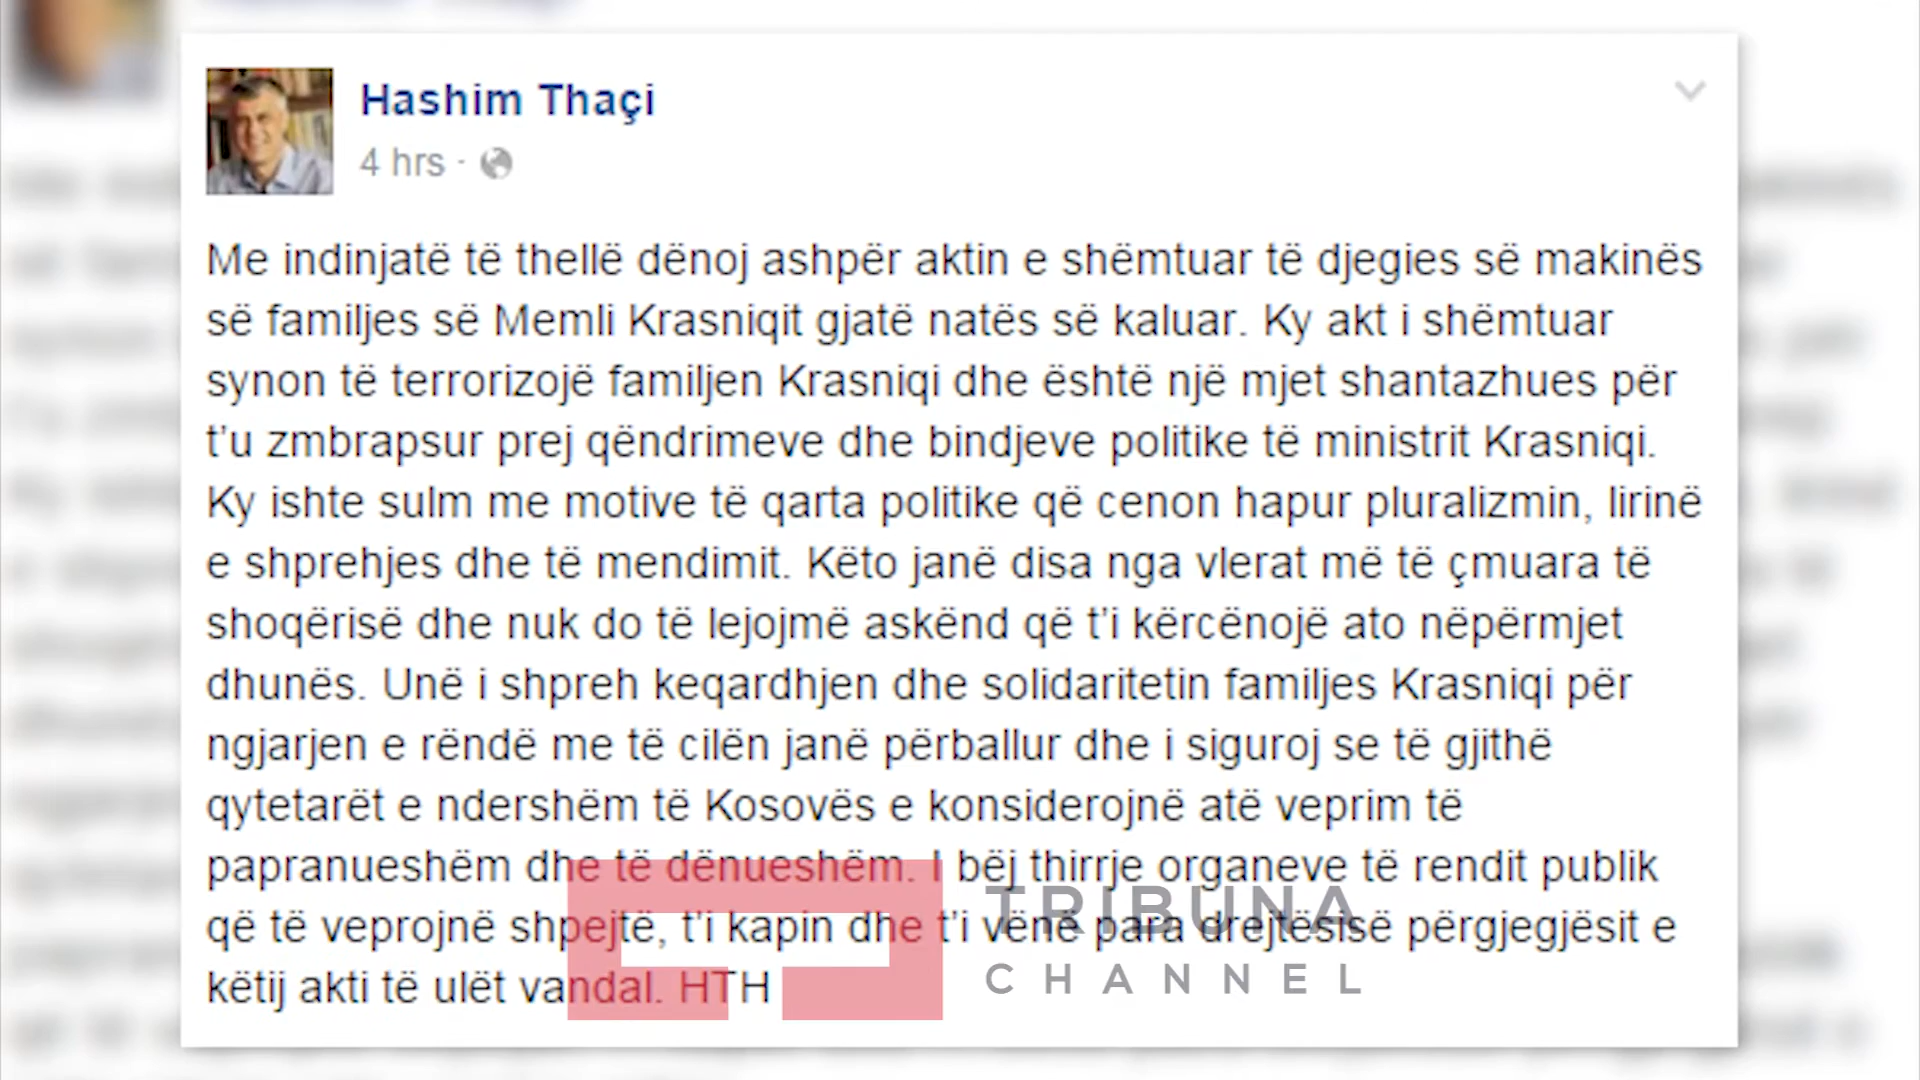 Hashim Thaçi
4 hrs ·
Me indinjatë të thellë dënoj ashpër aktin e shëmtuar të djegies së makinës
së familjes së Memli Krasniqit gjatë natës së kaluar. Ky akt i shëmtuar
synon të terrorizojë familjen Krasniqi dhe është një mjet shantazhues për
t'u zmbrapsur prej qëndrimeve dhe bindjeve politike të ministrit Krasniqi.
Ky ishte sulm me motive të qarta politike që cenon hapur pluralizmin, lirinë
e shprehjes dhe të mendimit. Këto janë disa nga vlerat më të çmuara të
shoqërisë dhe nuk do të lejojmë askënd që t'i kërcënojë ato nëpërmjet
dhunës. Unë i shpreh keqardhjen dhe solidaritetin familjes Krasniqi për
ngjarjen e rëndë me të cilën janë përballur dhe i siguroj se të gjithë
qytetarët e ndershëm të Kosovës e konsiderojnë atë veprim të
papranueshëm dhe të dënueshëm. I bëj thirrje organeve të rendit publik
që të veprojnë shpejtë, t'i kapin dhe t'i vënë para drejtësisë përgjegjësit e
këtij akti të ulët vandal. HTH
TRIBUNA
CHANNEL